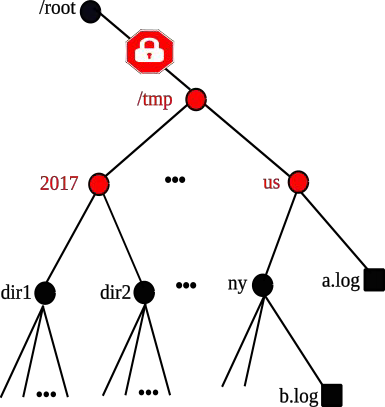 /root
/tmp
2017
us
dir1
dir2
ny
a.log
b.log